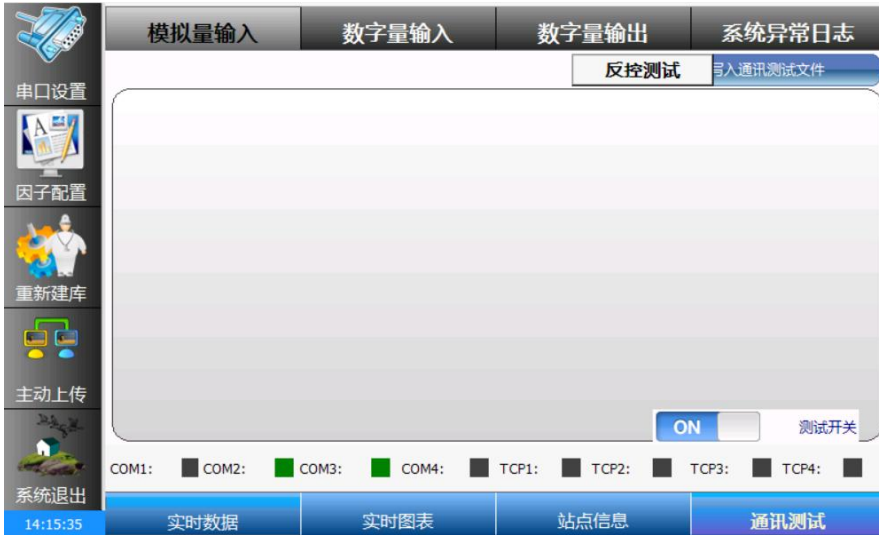 模拟量输入
数字量输入
数字量输出
系统异常日志
串口设置
反控测试
写入通讯测试文件
因子配置
重新建库
主动上传
ON
测试开关
COM1: COM2: COM3: COM4: TCP1: TCP2: TCP3: TCP4:
系统退出
14:15:35
实时数据
实时图表
站点信息
通讯测试